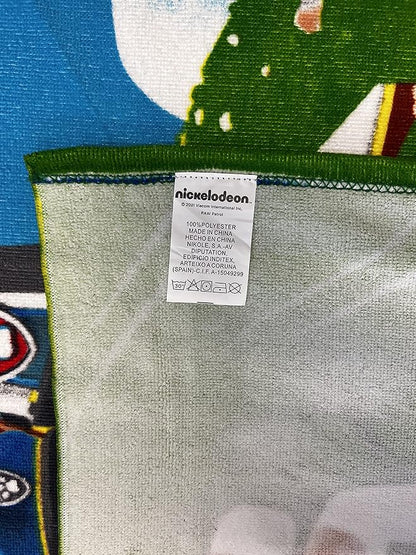 nickelodeon
© 2021 Viacom International Inc.
PAW Patrol
100%POLYESTER
MADE IN CHINA
HECHO EN CHINA
NIKOLE, S.A.-AV
DIPUTATION,
EDIFICIO INDITEX,
ARTEIXO A CORUNA
(SPAIN)-C.I.F. A-15049299
30